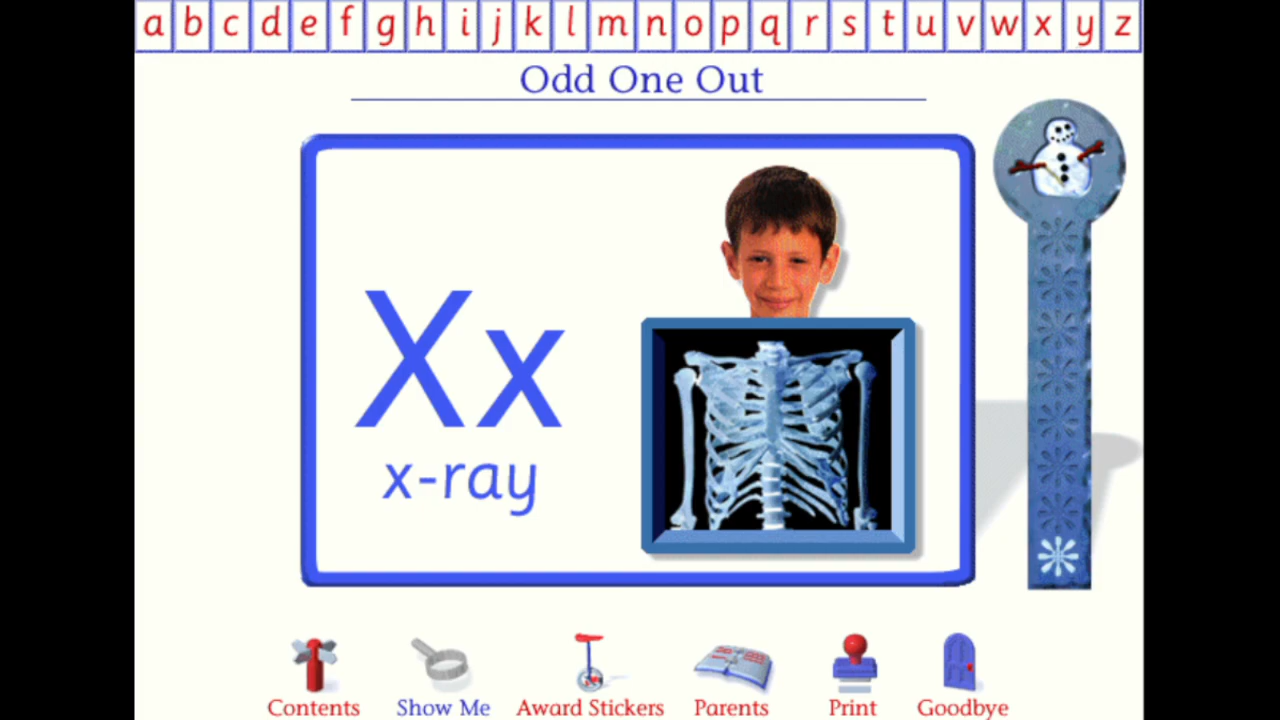 a b c d e f g h i j k l m n o p q r s t u v w x y z
Odd One Out
Xx
x-ray
Contents Show Me Award Stickers Parents Print Goodbye